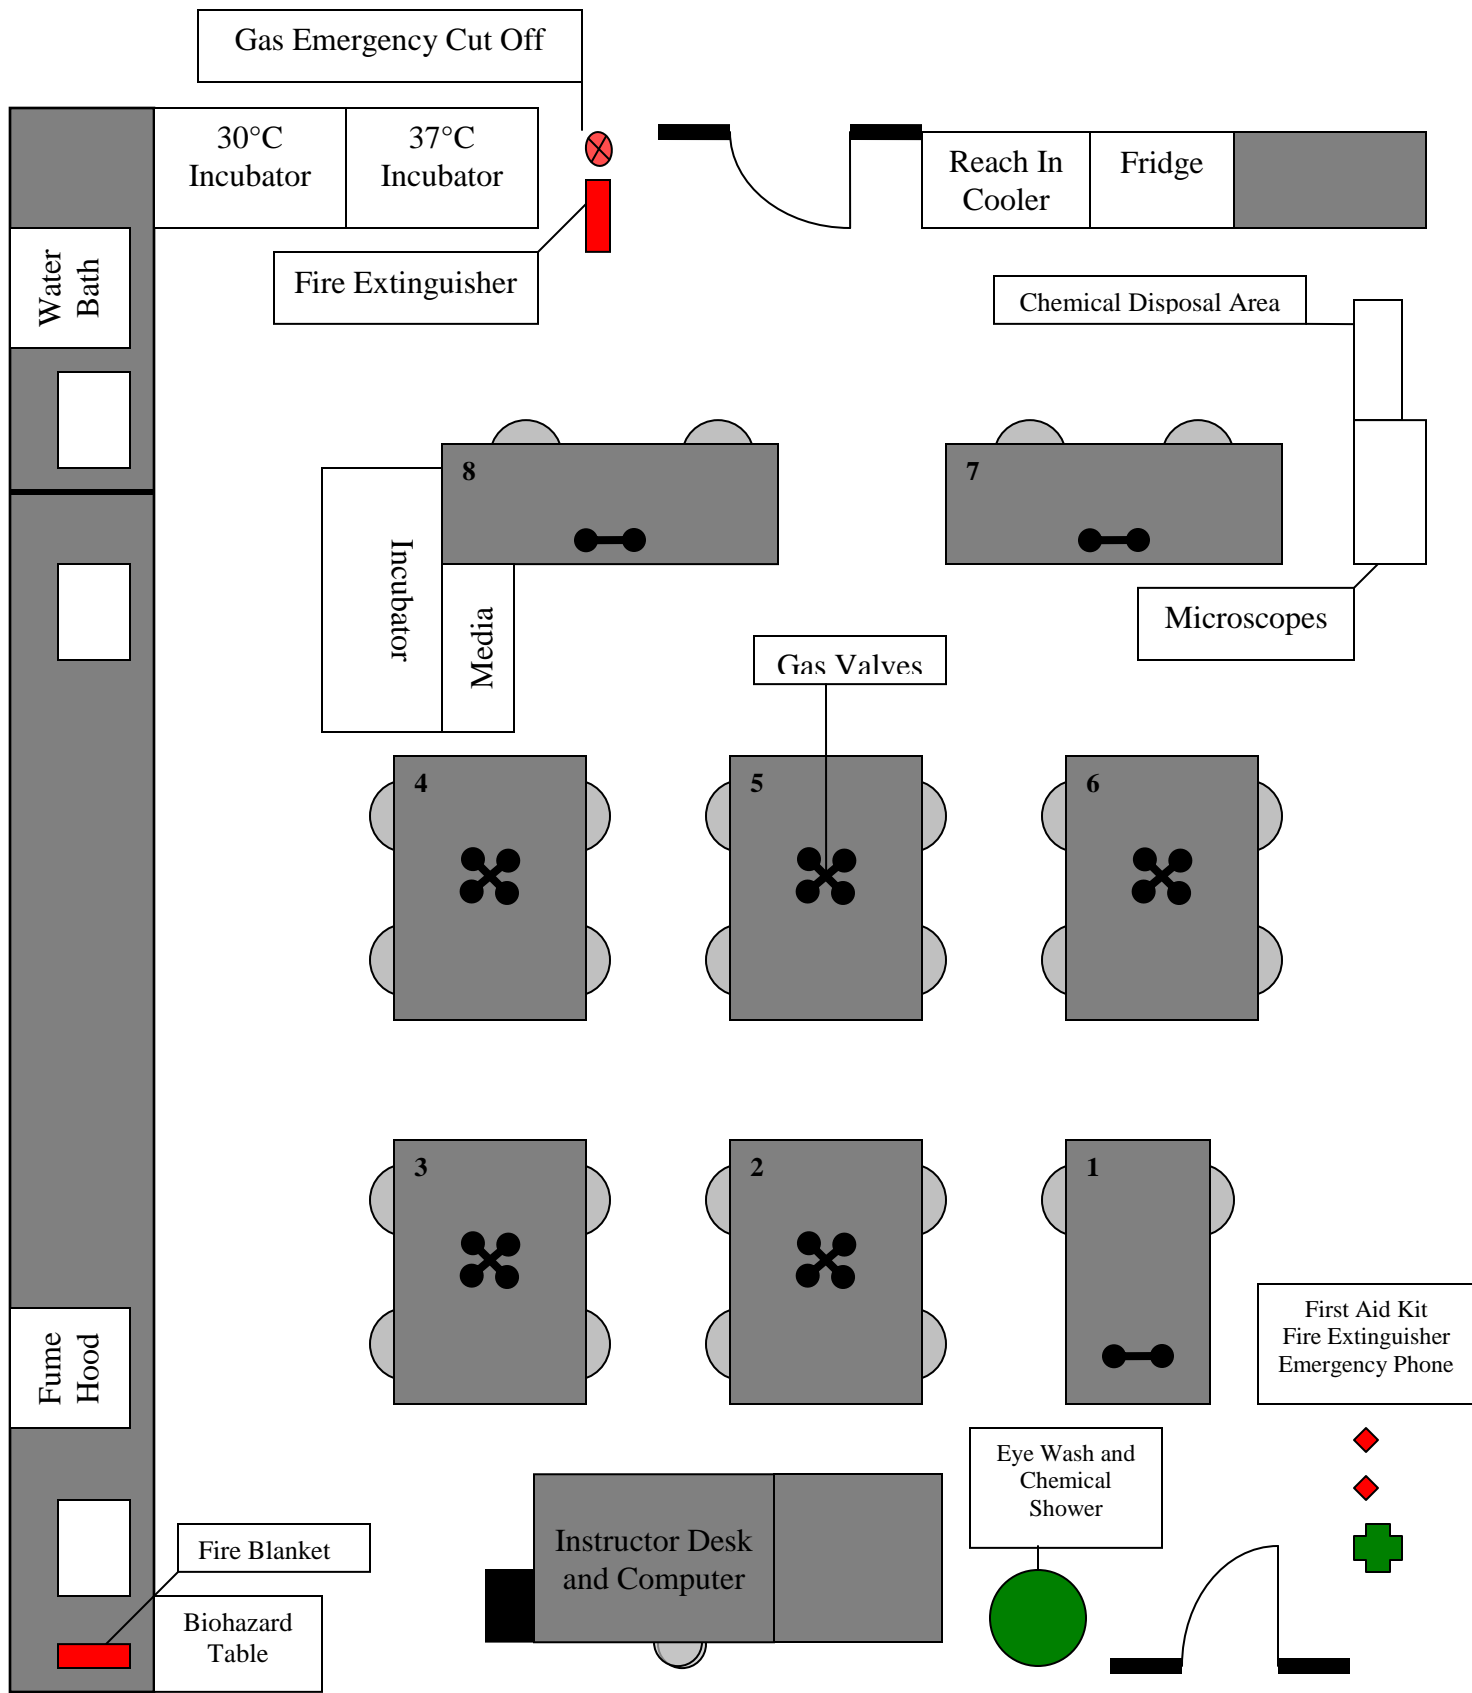 Gas Emergency Cut Off
30°C
Incubator
37°C
Incubator
Reach In
Cooler
Fridge
Water
Bath
Fire Extinguisher
Chemical Disposal Area
8
7
Incubator
Media
Microscopes
Gas Valves
4
5
6
3
2
1
First Aid Kit
Fire Extinguisher
Emergency Phone
Fume
Hood
Eye Wash and
Chemical
Shower
Instructor Desk
and Computer
Fire Blanket
Biohazard
Table